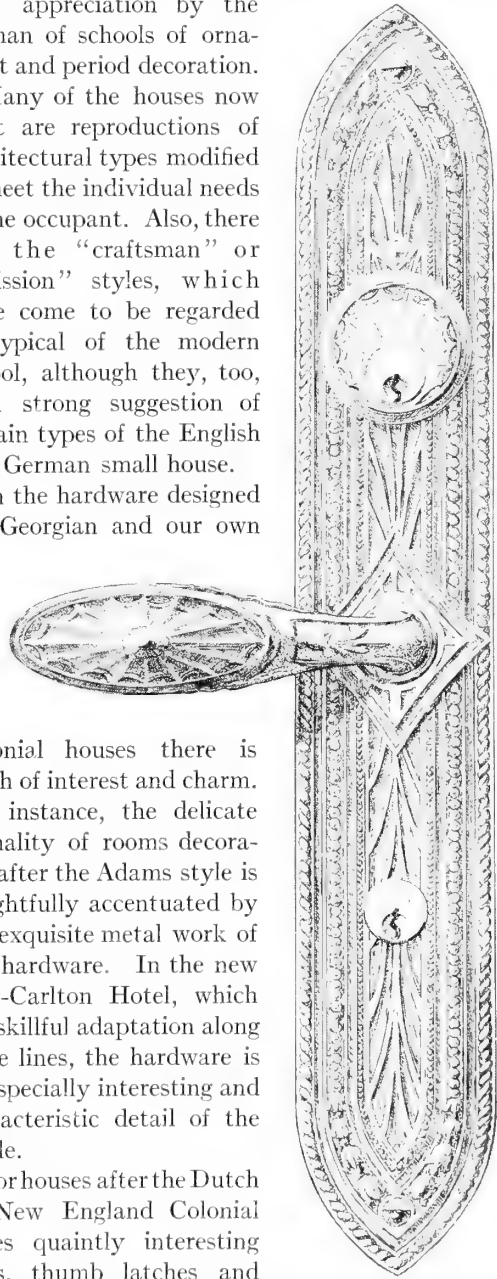 appreciation by the
man of schools of orna-
t and period decoration.
any of the houses now
t are reproductions of
itectural types modified
neet the individual needs
ne occupant. Also, there
the "craftsman" or
ission" styles, which
e come to be regarded
ypical of the modern
ol, although they, too,
strong suggestion of
ain types of the English
German small house.
n the hardware designed
Georgian and our own
onial houses there is
h of interest and charm.
instance, the delicate
nality of rooms decora-
after the Adams style is
ghtfully accentuated by
exquisite metal work of
hardware. In the new
-Carlton Hotel, which
skillful adaptation along
e lines, the hardware is
specially interesting and
acteristic detail of the
le.
or houses after the Dutch
New England Colonial
es quaintly interesting
s, thumb latches and